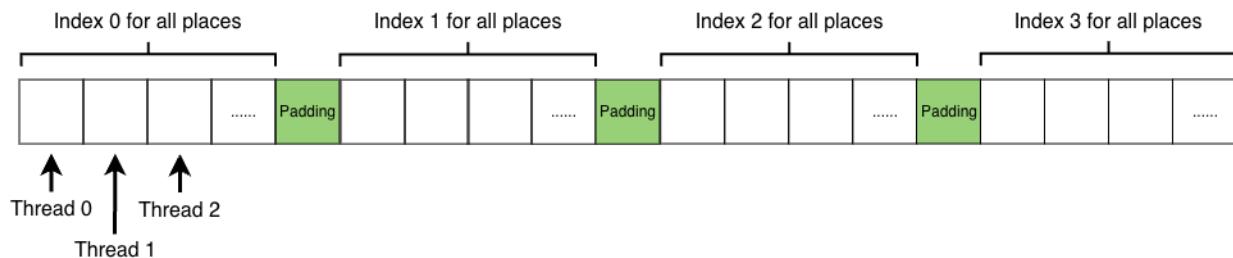 Index 0 for all places
Index 1 for all places
Index 2 for all places
Index 3 for all places
...... Padding ...... Padding ...... Padding ......
Thread 0
Thread 2
Thread 1